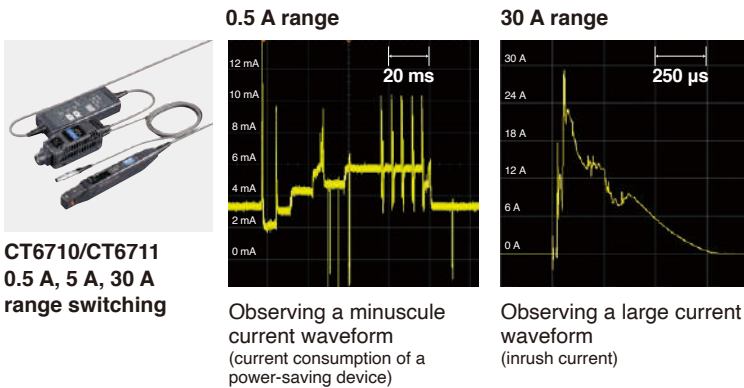 0.5 A range
30 A range
12 mA
10 mA
8 mA
6 mA
4 mA
2 mA
0 mA
20 ms
30 A
24 A
18 A
12 A
6 A
0 A
250 μs
CT6710/CT6711
0.5 A, 5 A, 30 A
range switching
Observing a minuscule
current waveform
(current consumption of a
power-saving device)
Observing a large current
waveform
(inrush current)